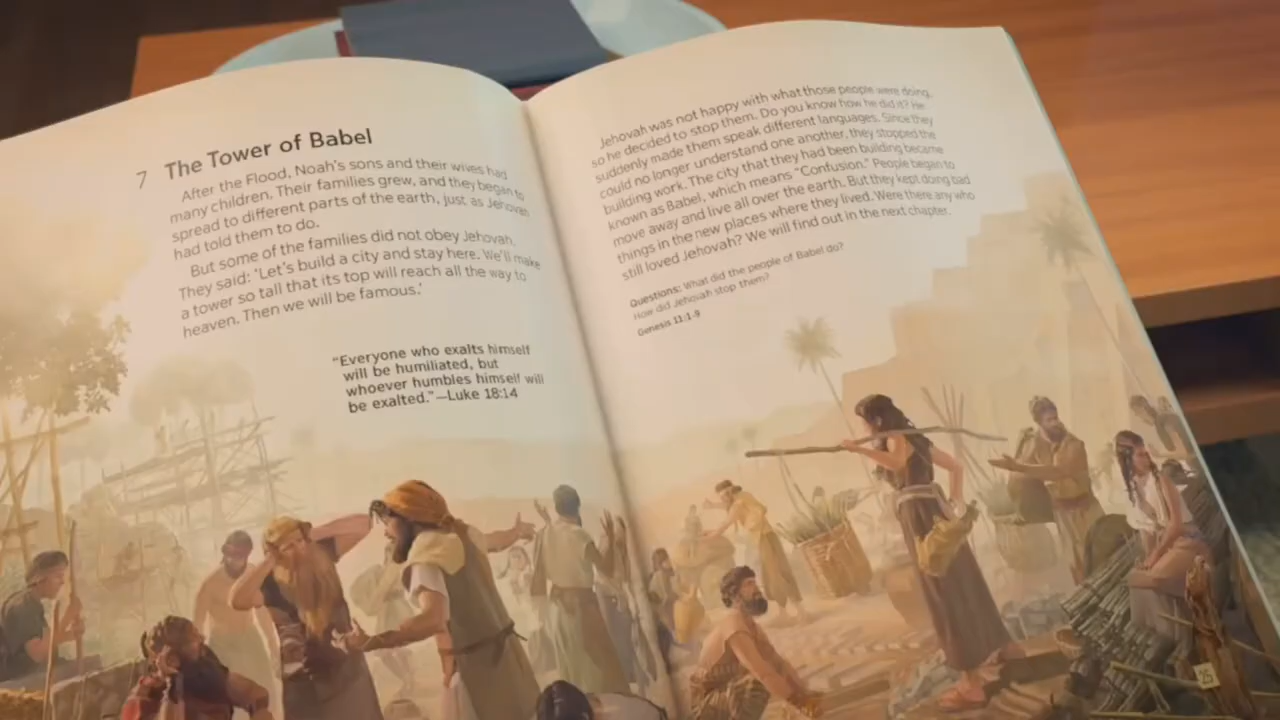 7 The Tower of Babel
After the Flood, Noah's sons and their wives had
many children. Their families grew, and they began to
spread to different parts of the earth, just as Jehovah
had told them to do.
But some of the families did not obey Jehovah.
They said: 'Let's build a city and stay here. We'll make
a tower so tall that its top will reach all the way to
heaven. Then we will be famous.'
"Everyone who exalts himself
will be humiliated, but
whoever humbles himself will
be exalted."—Luke 18:14
Jehovah was not happy with what those people were doing,
so he decided to stop them. Do you know how he did it? He
suddenly made them speak different languages. Since they
could no longer understand one another, they stopped the
building work. The city that they had been building became
known as Babel, which means "Confusion." People began to
move away and live all over the earth. But they kept doing bad
things in the new places where they lived. Were there any who
still loved Jehovah? We will find out in the next chapter.
Questions: What did the people of Babel do?
How did Jehovah stop them?
Genesis 11:1-9
25